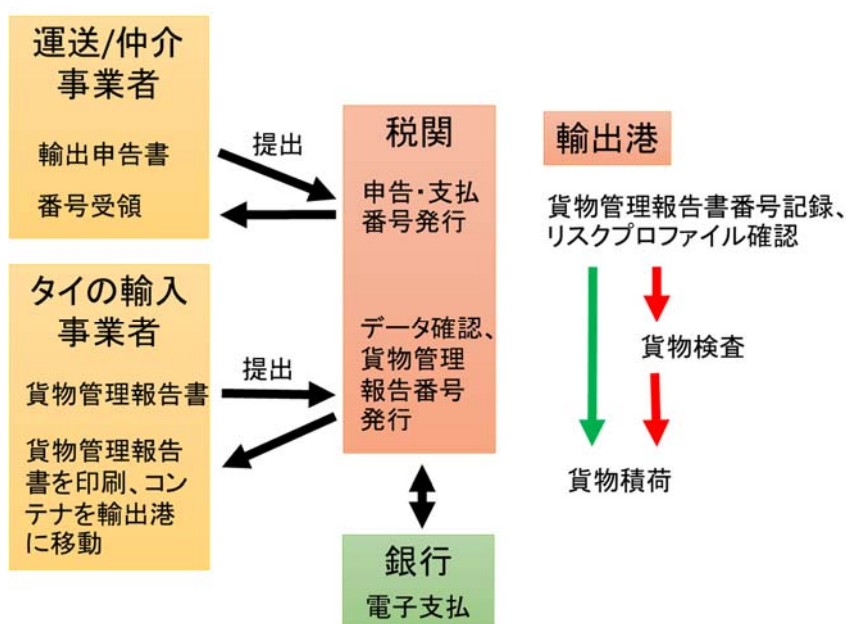 運送/仲介
事業者
輸出申告書
番号受領
提出
タイの輸入
事業者
貨物管理報告書
貨物管理報告
書を印刷、コン
テナを輸出港
に移動
提出
税関
申告・支払
番号発行
データ確認、
貨物管理
報告番号
発行
銀行
電子支払
輸出港
貨物管理報告書番号記録、
リスクプロファイル確認
貨物検査
貨物積荷